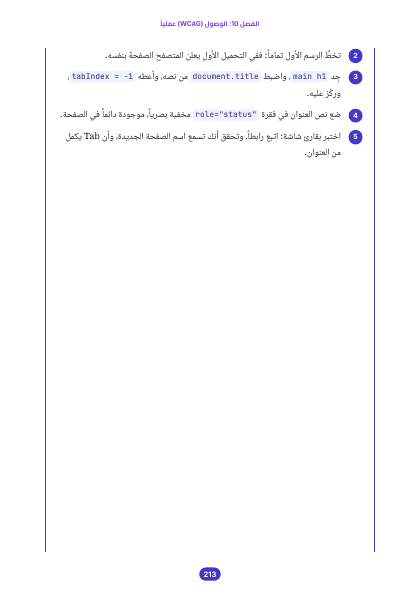 الفصل 10: الوصول (WCAG) عملياً
2 تخطَّ الرسم الأول تماماً: ففي التحميل الأول يعلن المتصفح الصفحة بنفسه.
3 جِد main h1، واضبط document.title من نصه، وأعطه tabIndex = -1،
وركّز عليه.
4 ضع نص العنوان في فقرة role="status" مخفية بصرياً، موجودة دائماً في الصفحة.
5 اختبر بقارئ شاشة: اتبع رابطاً، وتحقق أنك تسمع اسم الصفحة الجديدة، وأن Tab يكمل
من العنوان.
213